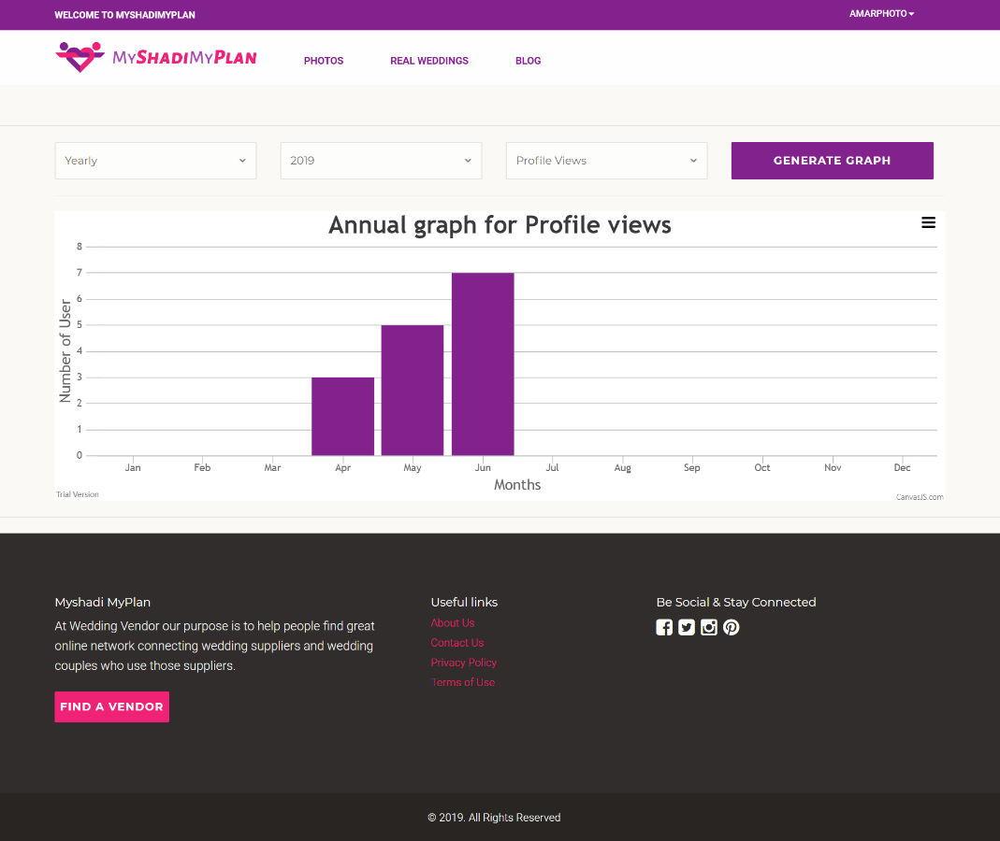 WELCOME TO MYSHADIMYPLAN
AMARPHOTO
MYSHADIMYPLAN
PHOTOS
REAL WEDDINGS
BLOG
Yearly
2019
Profile Views
GENERATE GRAPH
Annual graph for Profile views
Number of User
8
7
6
5
4
3
2
1
0
Jan Feb Mar Apr May Jun Jul Aug Sep Oct Nov Dec
Months
Trial Version
CanvasJS.com
Myshadi MyPlan
At Wedding Vendor our purpose is to help people find great
online network connecting wedding suppliers and wedding
couples who use those suppliers.
FIND A VENDOR
Useful links
About Us
Contact Us
Privacy Policy
Terms of Use
Be Social & Stay Connected
© 2019. All Rights Reserved